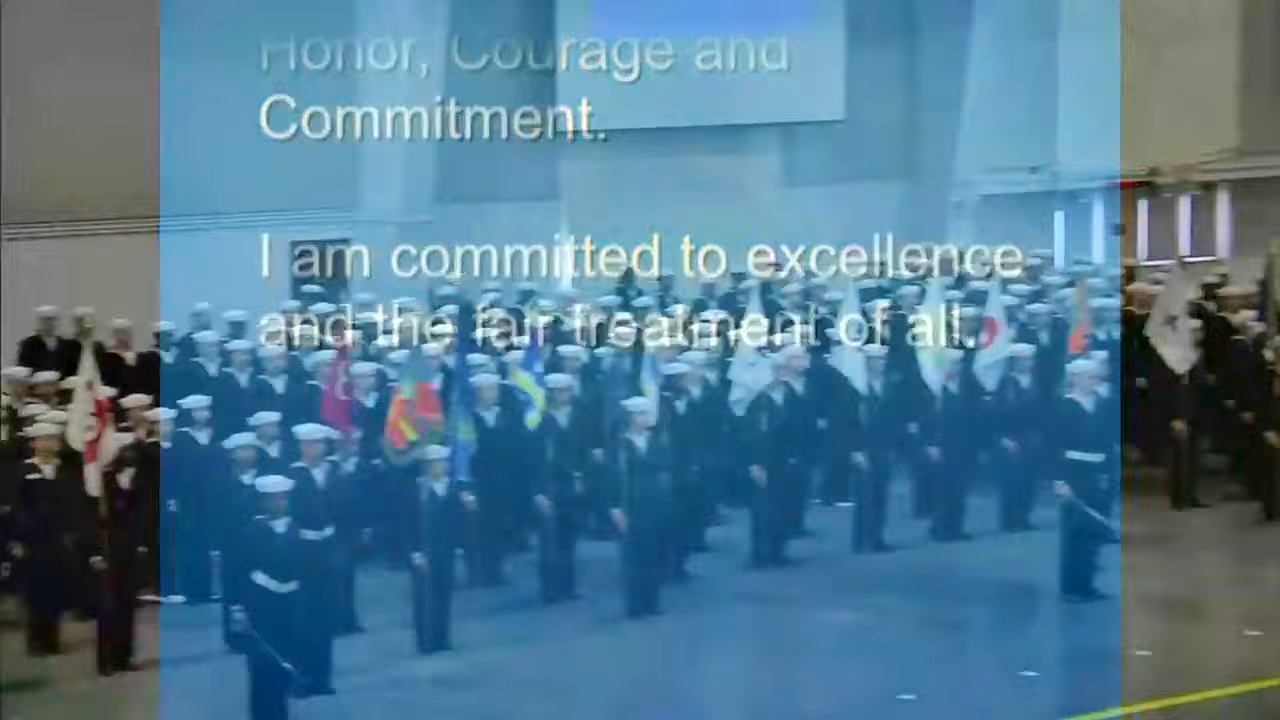 Honor, Courage and
Commitment.
I am committed to excellence
and the fair treatment of all.